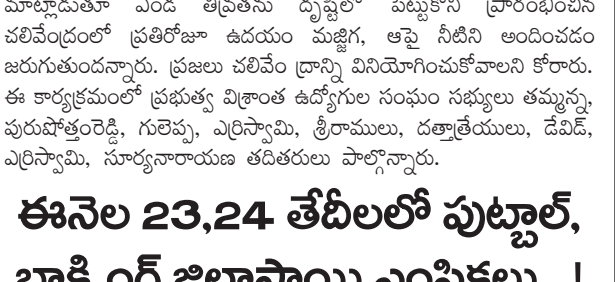 మాట్లాడుతూ ఎండ తీవ్రతను దృష్టిలో పెట్టుకొని ప్రారంభించిన
చలివేంద్రంలో ప్రతిరోజూ ఉదయం మజ్జిగ, ఆపై నీటిని అందించడం
జరుగుతుందన్నారు. ప్రజలు చలివేం ద్రాన్ని వినియోగించుకోవాలని కోరారు.
ఈ కార్యక్రమంలో ప్రభుత్వ విశ్రాంత ఉద్యోగుల సంఘం సభ్యులు తమ్మన్న,
పురుషోత్తంరెడ్డి, గులెప్ప, ఎర్రిస్వామి, శ్రీరాములు, దత్తాత్రేయులు, డేవిడ్,
ఎర్రిస్వామి, సూర్యనారాయణ తదితరులు పాల్గొన్నారు.
ఈనెల 23,24 తేదీలలో ఫుట్బాల్,
జిల్లాస్థాయి ఎంపికలు...!